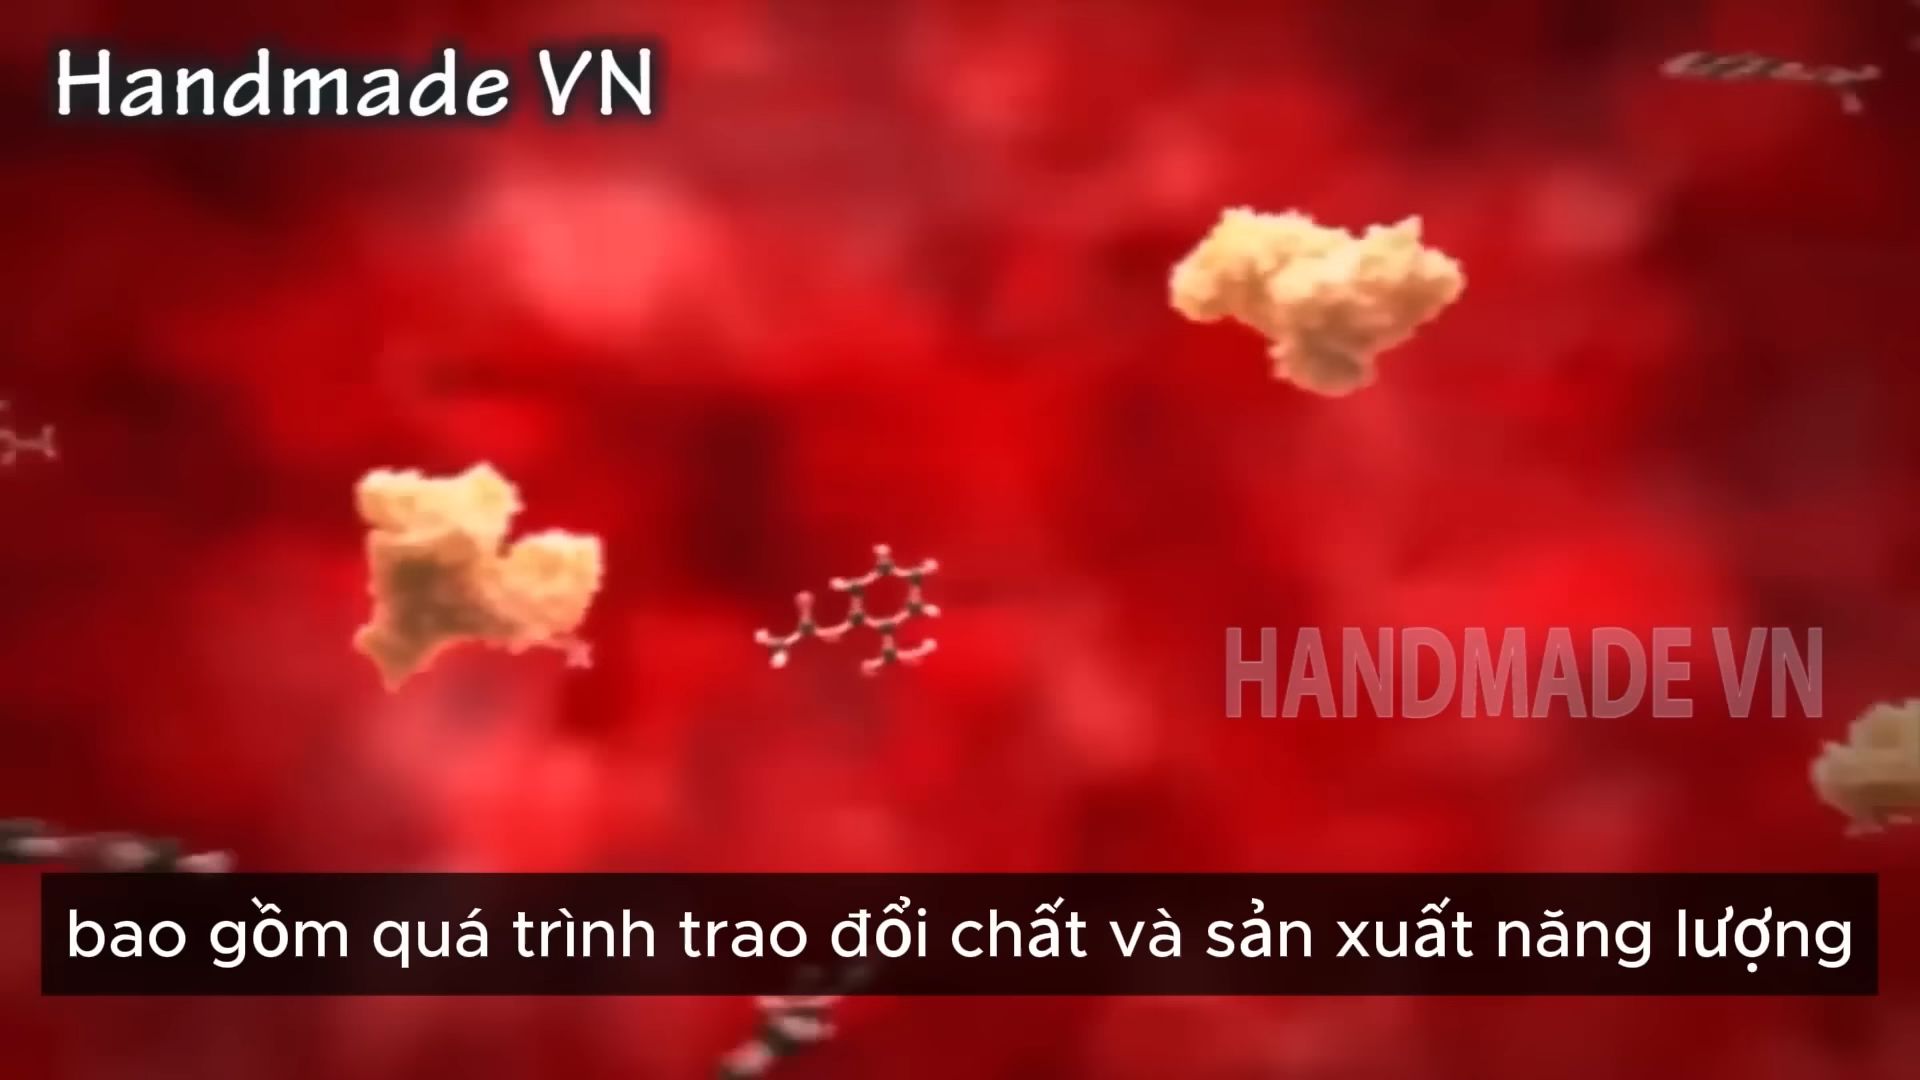 Handmade VN
HANDMADE VN
bao gồm quá trình trao đổi chất và sản xuất năng lượng